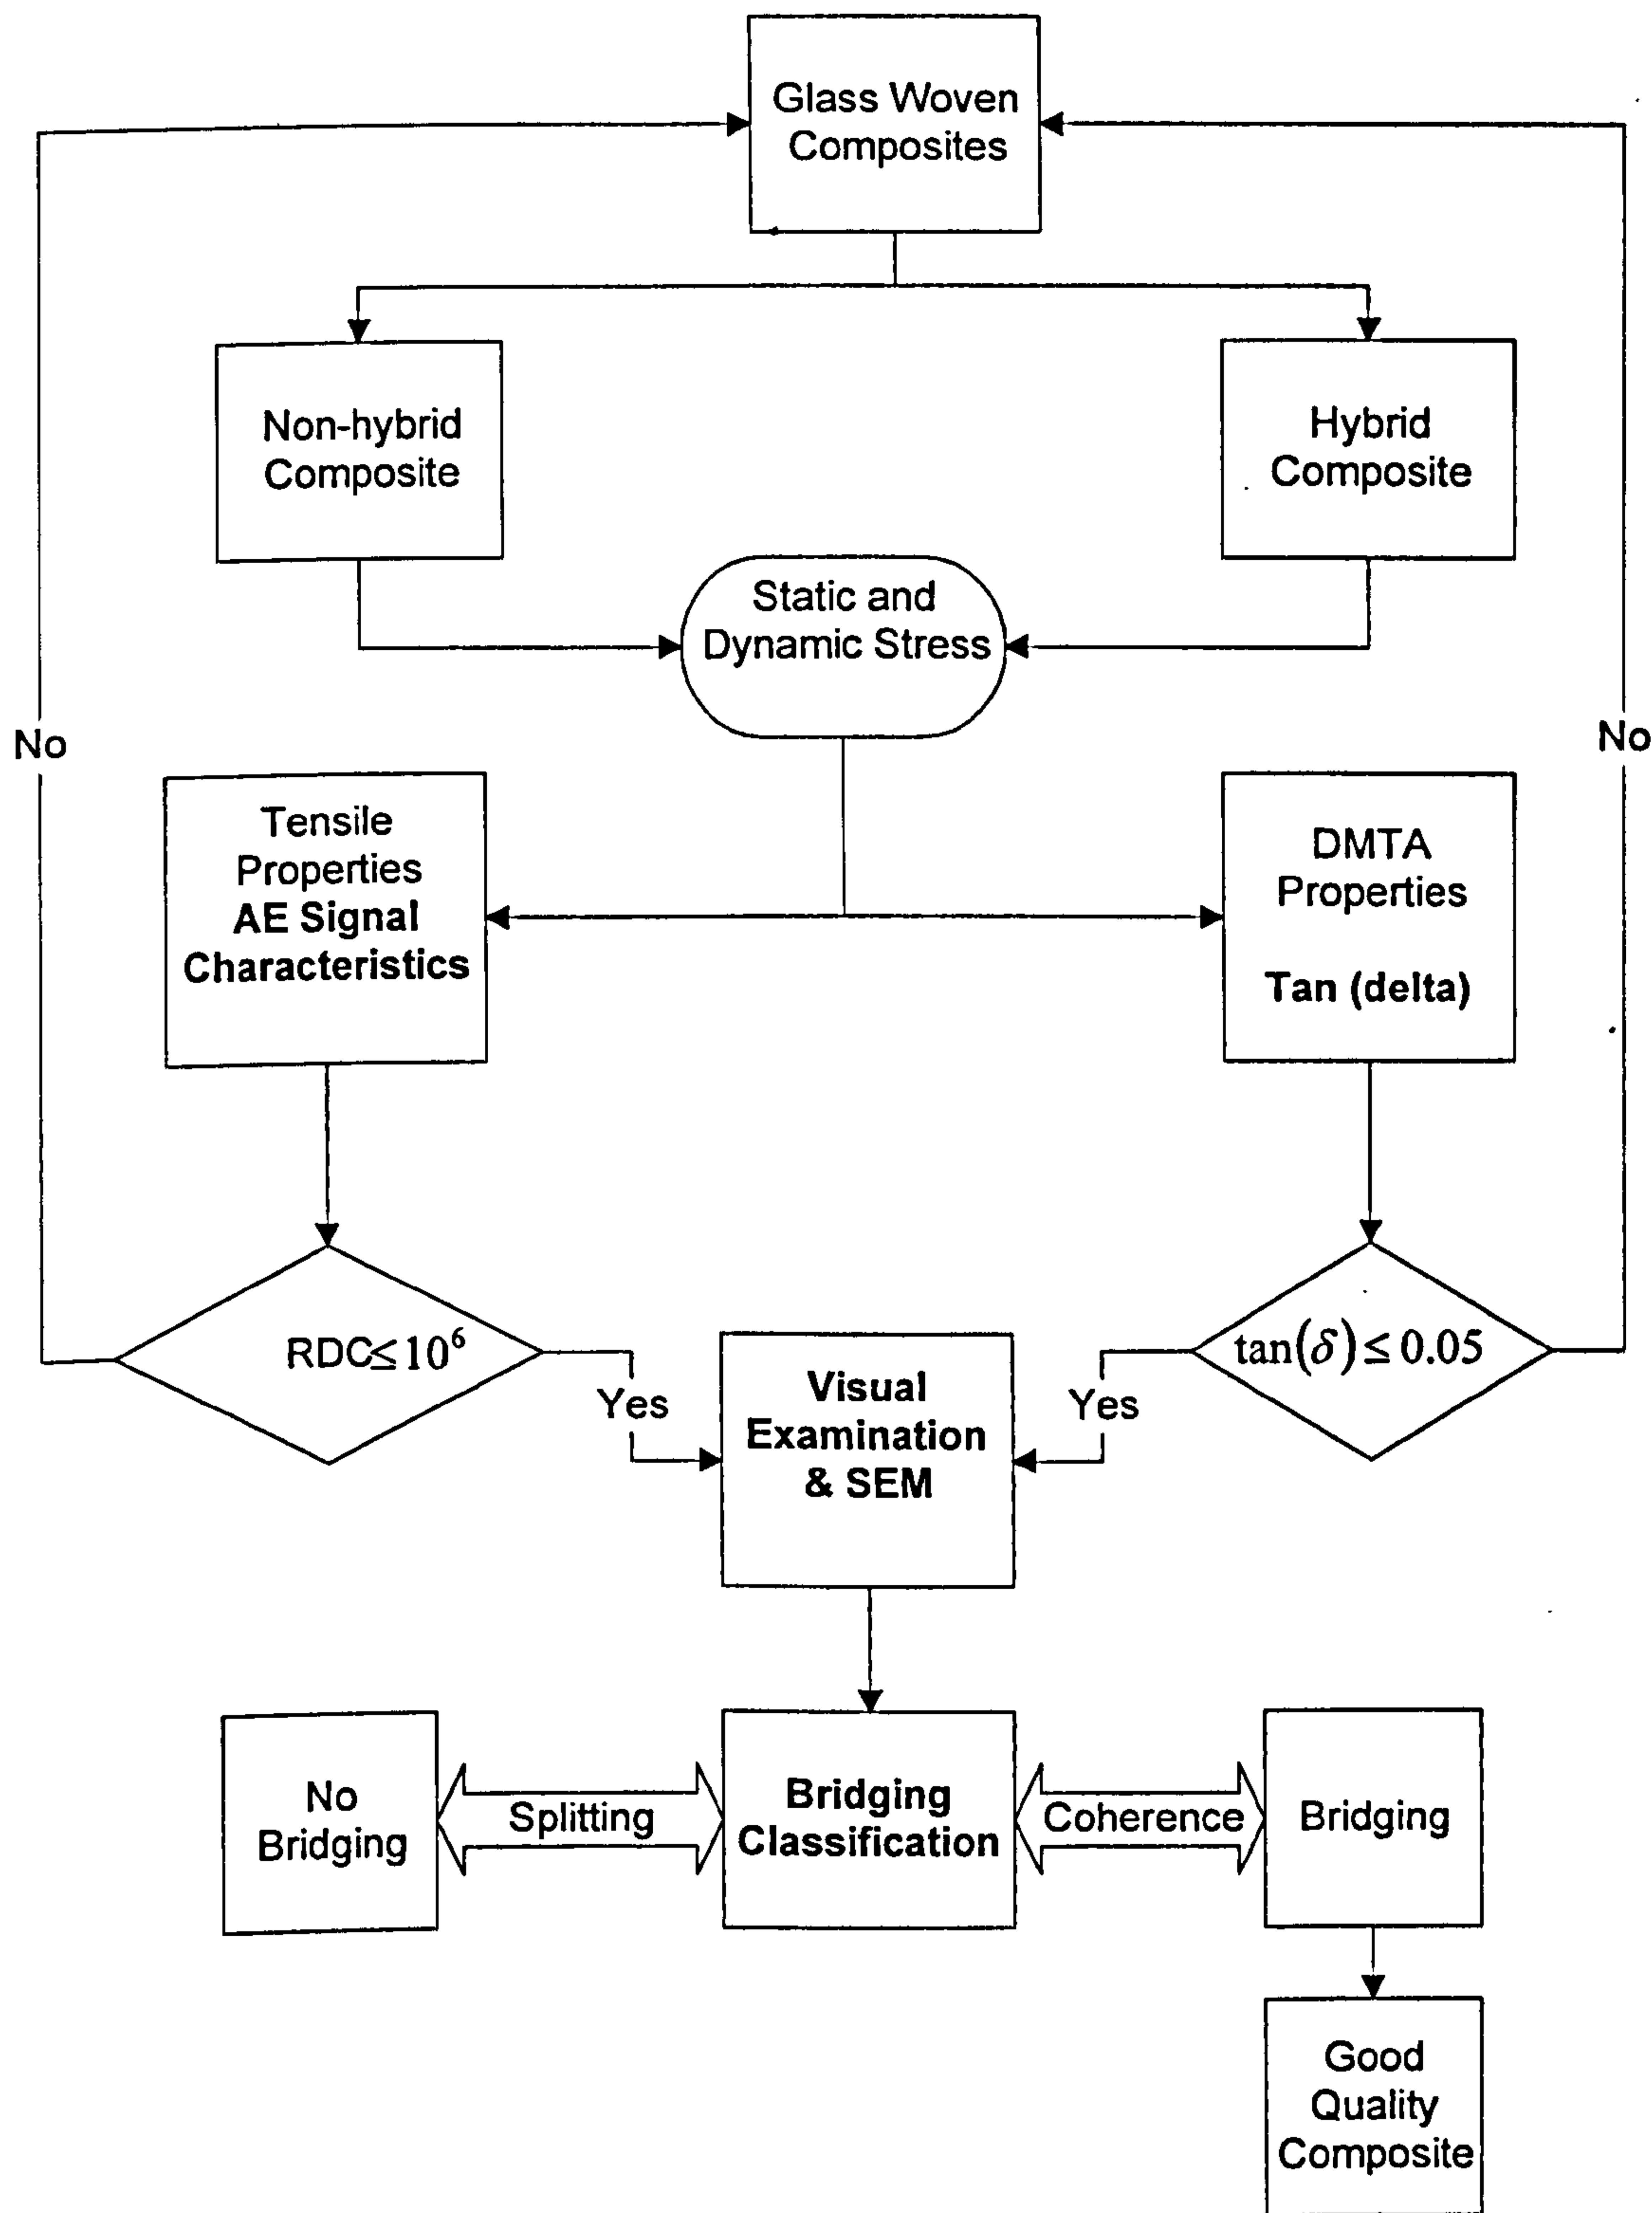 Glass Woven
Composites
Non-hybrid
Composite
Hybrid
Composite
Static and
Dynamic Stress
No
No
Tensile
Properties
AE Signal
Characteristics
DMTA
Properties
Tan (delta)
RDC≤10⁶
tan(δ)≤0.05
Yes
Yes
Visual
Examination
& SEM
No
Bridging
Splitting
Bridging
Classification
Coherence
Bridging
Good
Quality
Composite